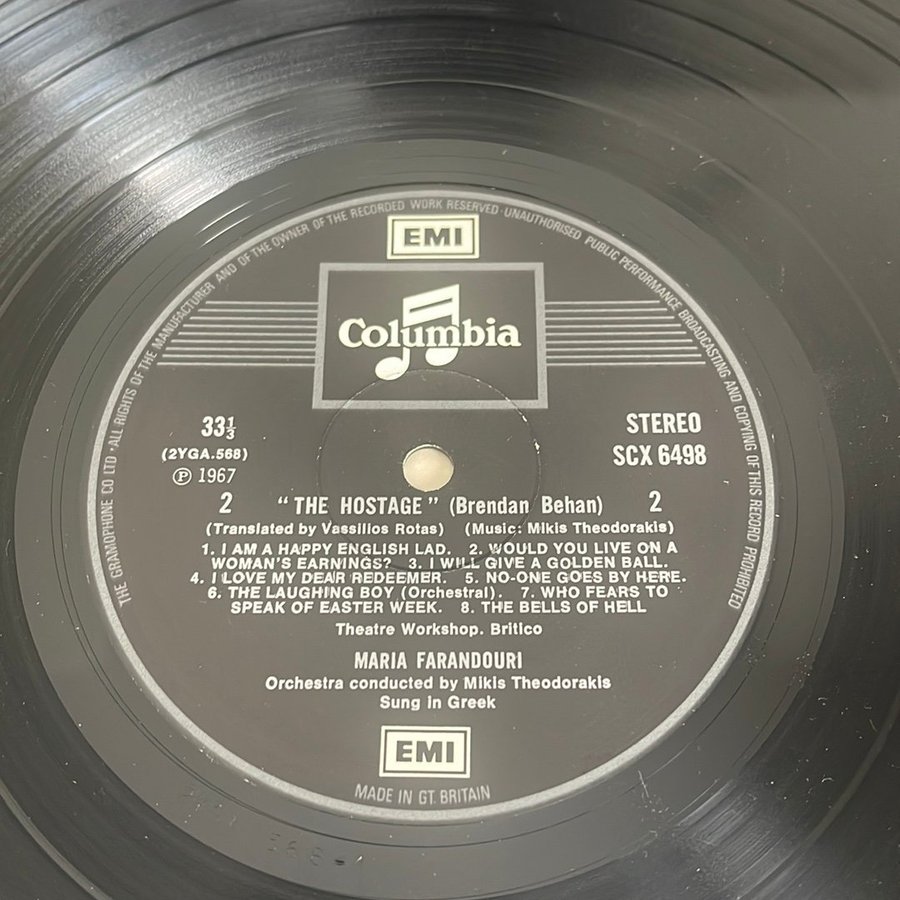 THE GRAMOPHONE CO LTD · ALL RIGHTS OF THE MANUFACTURER AND OF THE OWNER OF THE RECORDED WORK RESERVED · UNAUTHORISED PUBLIC PERFORMANCE BROADCASTING AND COPYING OF THIS RECORD PROHIBITED
EMI
Columbia
33⅓
STEREO
(2YGA.568)
SCX 6498
℗ 1967
2 "THE HOSTAGE" (Brendan Behan) 2
(Translated by Vassilios Rotas) (Music: Mikis Theodorakis)
1. I AM A HAPPY ENGLISH LAD. 2. WOULD YOU LIVE ON A
WOMAN'S EARNINGS? 3. I WILL GIVE A GOLDEN BALL.
4. I LOVE MY DEAR REDEEMER. 5. NO-ONE GOES BY HERE.
6. THE LAUGHING BOY (Orchestral). 7. WHO FEARS TO
SPEAK OF EASTER WEEK. 8. THE BELLS OF HELL
Theatre Workshop. Britico
MARIA FARANDOURI
Orchestra conducted by Mikis Theodorakis
Sung in Greek
EMI
MADE IN GT. BRITAIN